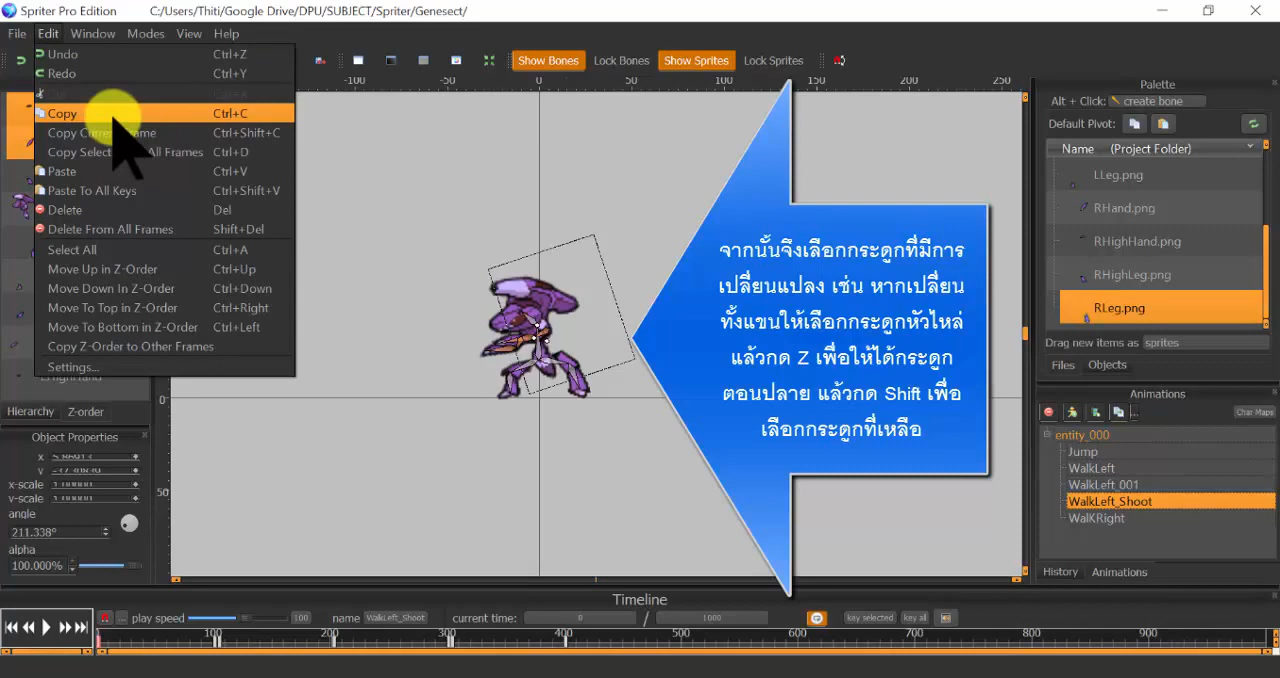 Spriter Pro Edition C:/Users/Thiti/Google Drive/DPU/SUBJECT/Spriter/Genesect/
File Edit Window Modes View Help
Undo Ctrl+Z
Redo Ctrl+Y
Copy Ctrl+C
Copy Current Frame Ctrl+Shift+C
Copy Select All Frames Ctrl+D
Paste Ctrl+V
Paste To All Keys Ctrl+Shift+V
Delete Del
Delete From All Frames Shift+Del
Select All Ctrl+A
Move Up in Z-Order Ctrl+Up
Move Down In Z-Order Ctrl+Down
Move To Top in Z-Order Ctrl+Right
Move To Bottom in Z-Order Ctrl+Left
Copy Z-Order to Other Frames
Settings...
Show Bones Lock Bones Show Sprites Lock Sprites
-100 -50 0 50 100 150 200 250
0
50
จากนั้นจึงเลือกกระดูกที่มีการ
เปลี่ยนแปลง เช่น หากเปลี่ยน
ทั้งแขนให้เลือกกระดูกหัวไหล่
แล้วกด Z เพื่อให้ได้กระดูก
ตอนปลาย แล้วกด Shift เพื่อ
เลือกกระดูกที่เหลือ
Hierarchy Z-order
Object Properties
x 5.86913
y
x-scale 1.00000
y-scale 1.00000
angle
211.338°
alpha
100.000%
Palette
Alt + Click: create bone
Default Pivot:
Name (Project Folder)
LLeg.png
RHand.png
RHighHand.png
RHighLeg.png
RLeg.png
Drag new items as sprites
Files Objects
Animations
Char Maps
entity_000
Jump
WalkLeft
WalkLeft_001
WalkLeft_Shoot
WalKRight
History Animations
Timeline
play speed 100 name WalkLeft_Shoot current time: 0 / 1000 key selected key all
100 200 300 400 500 600 700 800 900